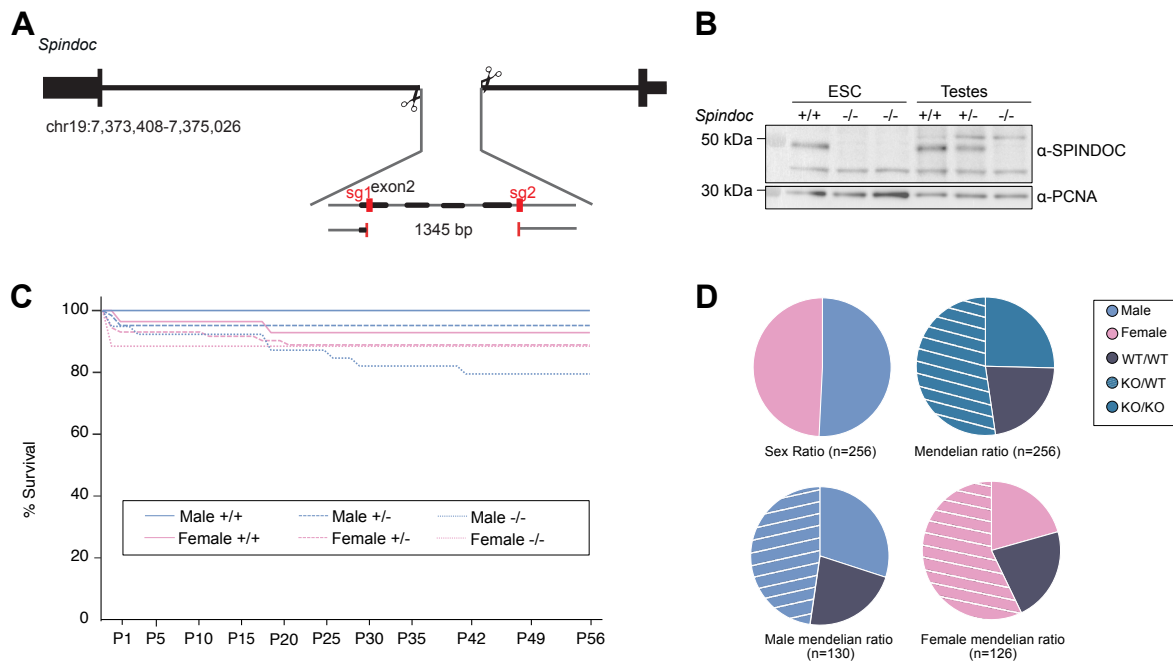 A
Spindoc
chr19:7,373,408-7,375,026
sg1
exon2
sg2
1345 bp
B
ESC
Testes
Spindoc
+/+
-/-
-/-
+/+
+/-
-/-
50 kDa
α-SPINDOC
30 kDa
α-PCNA
C
% Survival
100
80
60
40
20
0
P1
P5
P10
P15
P20
P25
P30
P35
P42
P49
P56
Male +/+
Male +/-
Male -/-
Female +/+
Female +/-
Female -/-
D
Sex Ratio (n=256)
Mendelian ratio (n=256)
Male
Female
WT/WT
KO/WT
KO/KO
Male mendelian ratio
(n=130)
Female mendelian ratio
(n=126)